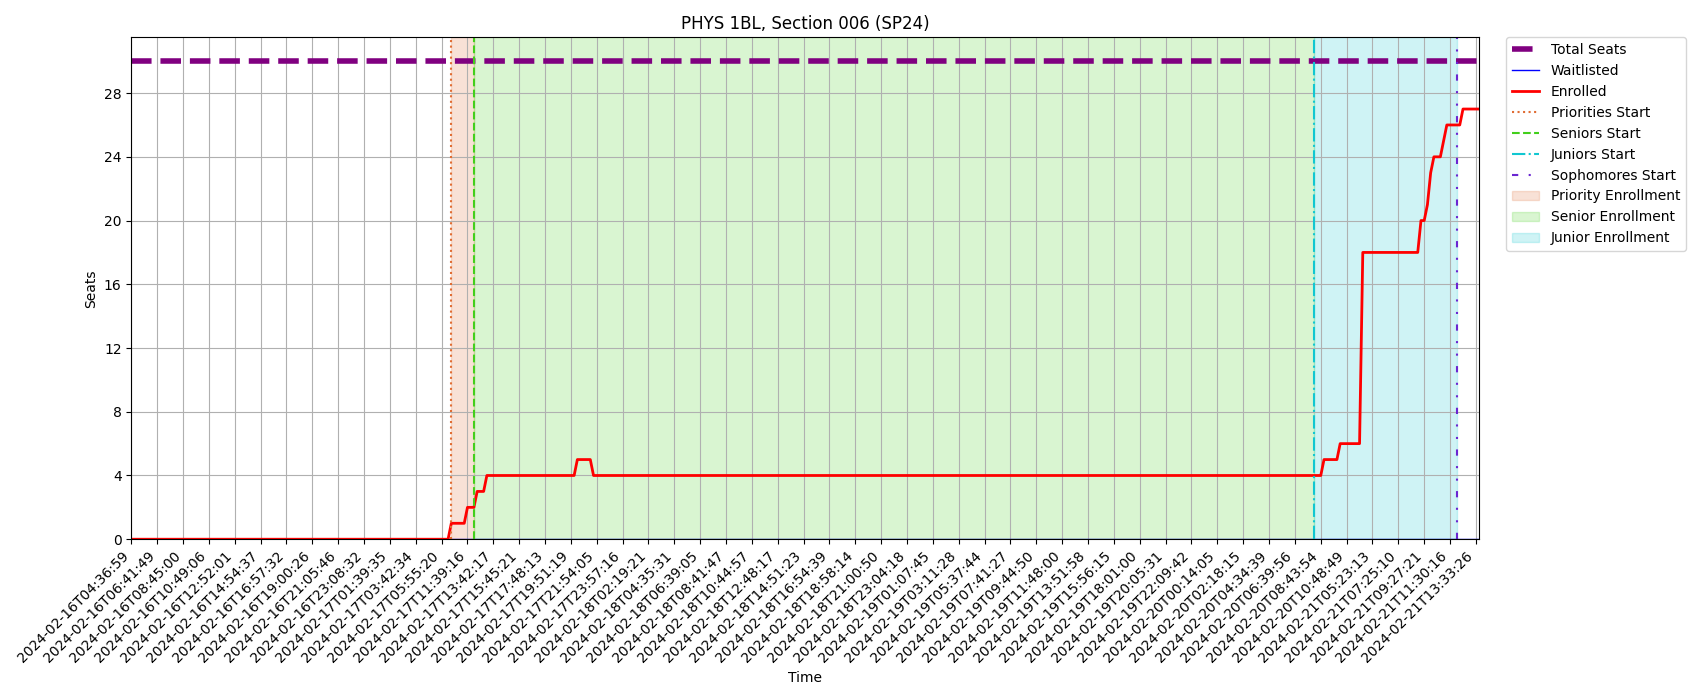 PHYS 1BL, Section 006 (SP24)
Total Seats
Waitlisted
Enrolled
Priorities Start
Seniors Start
Juniors Start
Sophomores Start
Priority Enrollment
Senior Enrollment
Junior Enrollment
Seats
28
24
20
16
12
8
4
0
2024-02-16T04:36:59
2024-02-16T06:41:49
2024-02-16T08:45:00
2024-02-16T10:49:06
2024-02-16T12:52:01
2024-02-16T14:54:37
2024-02-16T16:57:32
2024-02-16T19:00:26
2024-02-16T21:05:46
2024-02-16T23:08:32
2024-02-17T01:39:35
2024-02-17T03:42:34
2024-02-17T05:55:20
2024-02-17T11:39:16
2024-02-17T13:42:17
2024-02-17T15:45:21
2024-02-17T17:48:13
2024-02-17T19:51:19
2024-02-17T21:54:05
2024-02-17T23:57:16
2024-02-18T02:19:21
2024-02-18T04:35:31
2024-02-18T06:39:05
2024-02-18T08:41:47
2024-02-18T10:44:57
2024-02-18T12:48:17
2024-02-18T14:51:23
2024-02-18T16:54:39
2024-02-18T18:58:14
2024-02-18T21:00:50
2024-02-18T23:04:18
2024-02-19T01:07:45
2024-02-19T03:11:28
2024-02-19T05:37:44
2024-02-19T07:41:27
2024-02-19T09:44:50
2024-02-19T11:48:00
2024-02-19T13:51:58
2024-02-19T15:56:15
2024-02-19T18:01:00
2024-02-19T20:05:31
2024-02-19T22:09:42
2024-02-20T00:14:05
2024-02-20T02:18:15
2024-02-20T04:34:39
2024-02-20T06:39:56
2024-02-20T08:43:54
2024-02-20T10:48:49
2024-02-21T05:23:13
2024-02-21T07:25:10
2024-02-21T09:27:21
2024-02-21T11:30:16
2024-02-21T13:33:26
Time